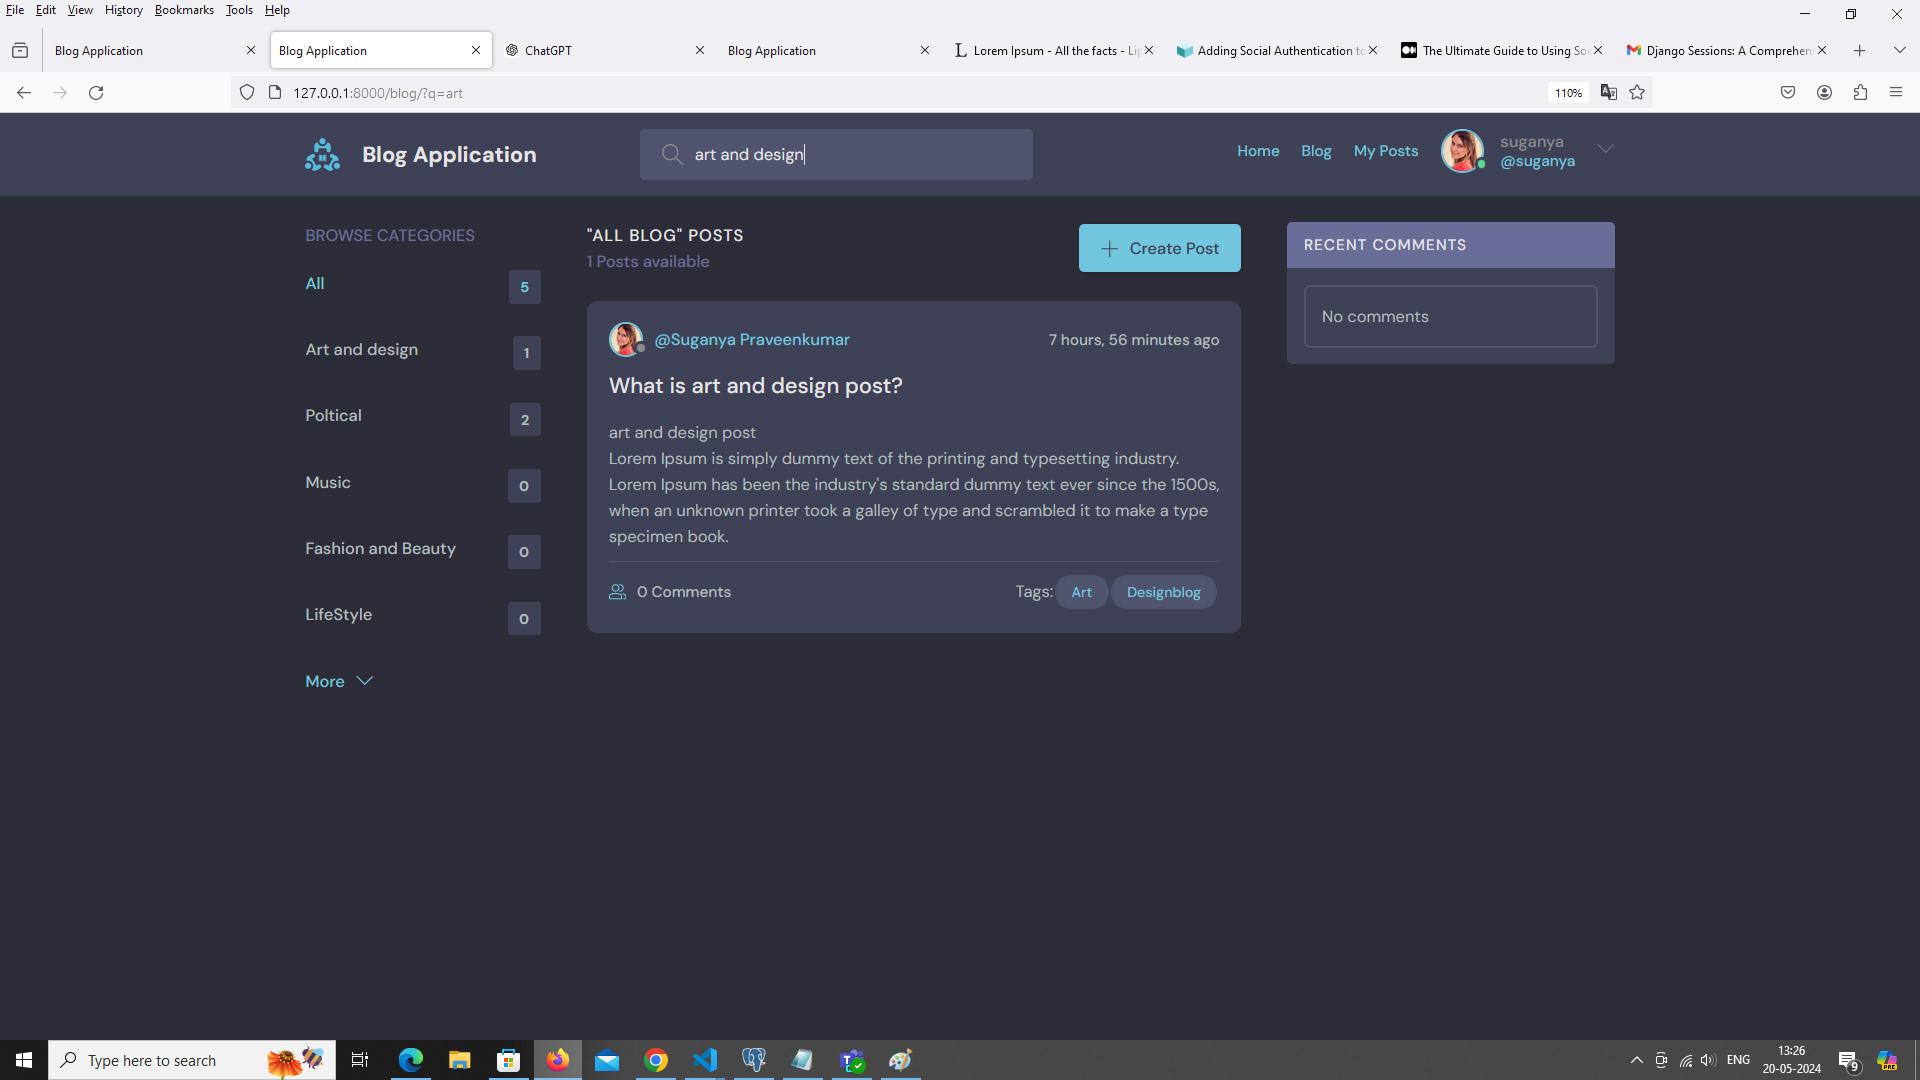 File Edit View History Bookmarks Tools Help
Blog Application
Blog Application
ChatGPT
Blog Application
Lorem Ipsum - All the facts - Lip
Adding Social Authentication to
The Ultimate Guide to Using Soc
Django Sessions: A Comprehen
127.0.0.1:8000/blog/?q=art
110%
Blog Application
art and design
Home Blog My Posts
suganya
@suganya
BROWSE CATEGORIES
All 5
Art and design 1
Poltical 2
Music 0
Fashion and Beauty 0
LifeStyle 0
More
"ALL BLOG" POSTS
1 Posts available
Create Post
@Suganya Praveenkumar 7 hours, 56 minutes ago
What is art and design post?
art and design post
Lorem Ipsum is simply dummy text of the printing and typesetting industry.
Lorem Ipsum has been the industry's standard dummy text ever since the 1500s,
when an unknown printer took a galley of type and scrambled it to make a type
specimen book.
0 Comments Tags: Art Designblog
RECENT COMMENTS
No comments
Type here to search
ENG
13:26
20-05-2024
9
PRE